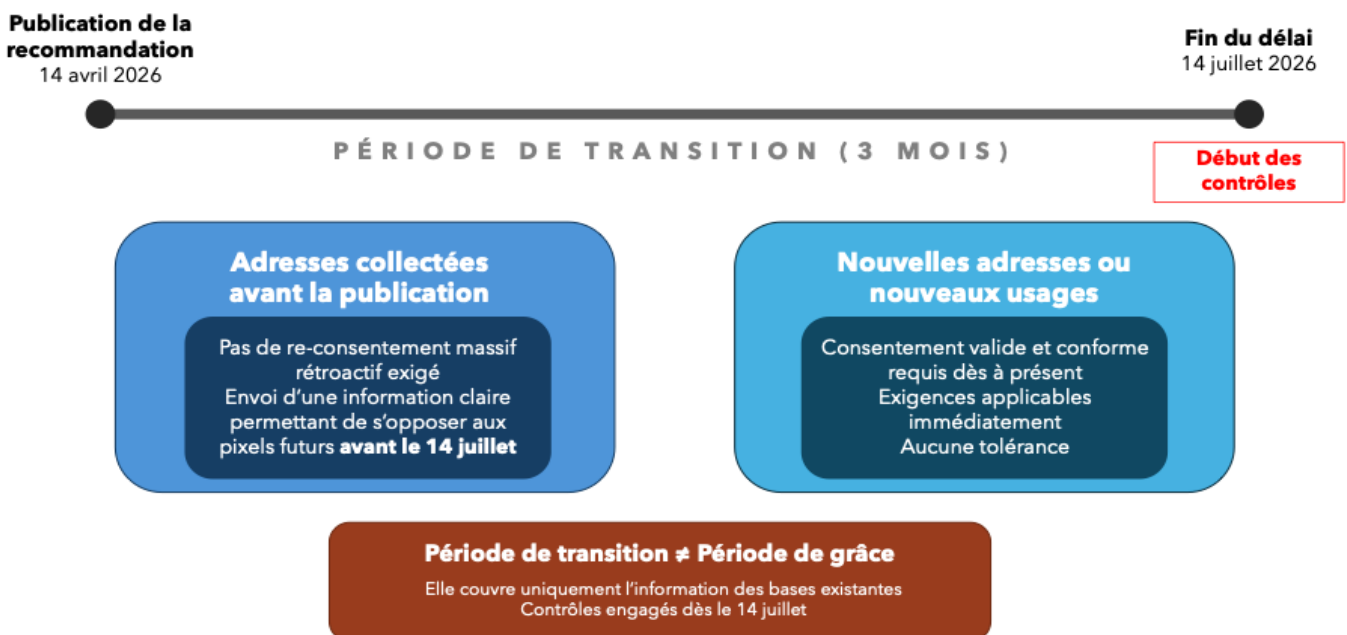 Publication de la
recommandation
14 avril 2026
Fin du délai
14 juillet 2026
PÉRIODE DE TRANSITION (3 MOIS)
Début des
contrôles
Adresses collectées
avant la publication
Pas de re-consentement massif
rétroactif exigé
Envoi d’une information claire
permettant de s’opposer aux
pixels futurs avant le 14 juillet
Nouvelles adresses ou
nouveaux usages
Consentement valide et conforme
requis dès à présent
Exigences applicables
immédiatement
Aucune tolérance
Période de transition ≠ Période de grâce
Elle couvre uniquement l’information des bases existantes
Contrôles engagés dès le 14 juillet